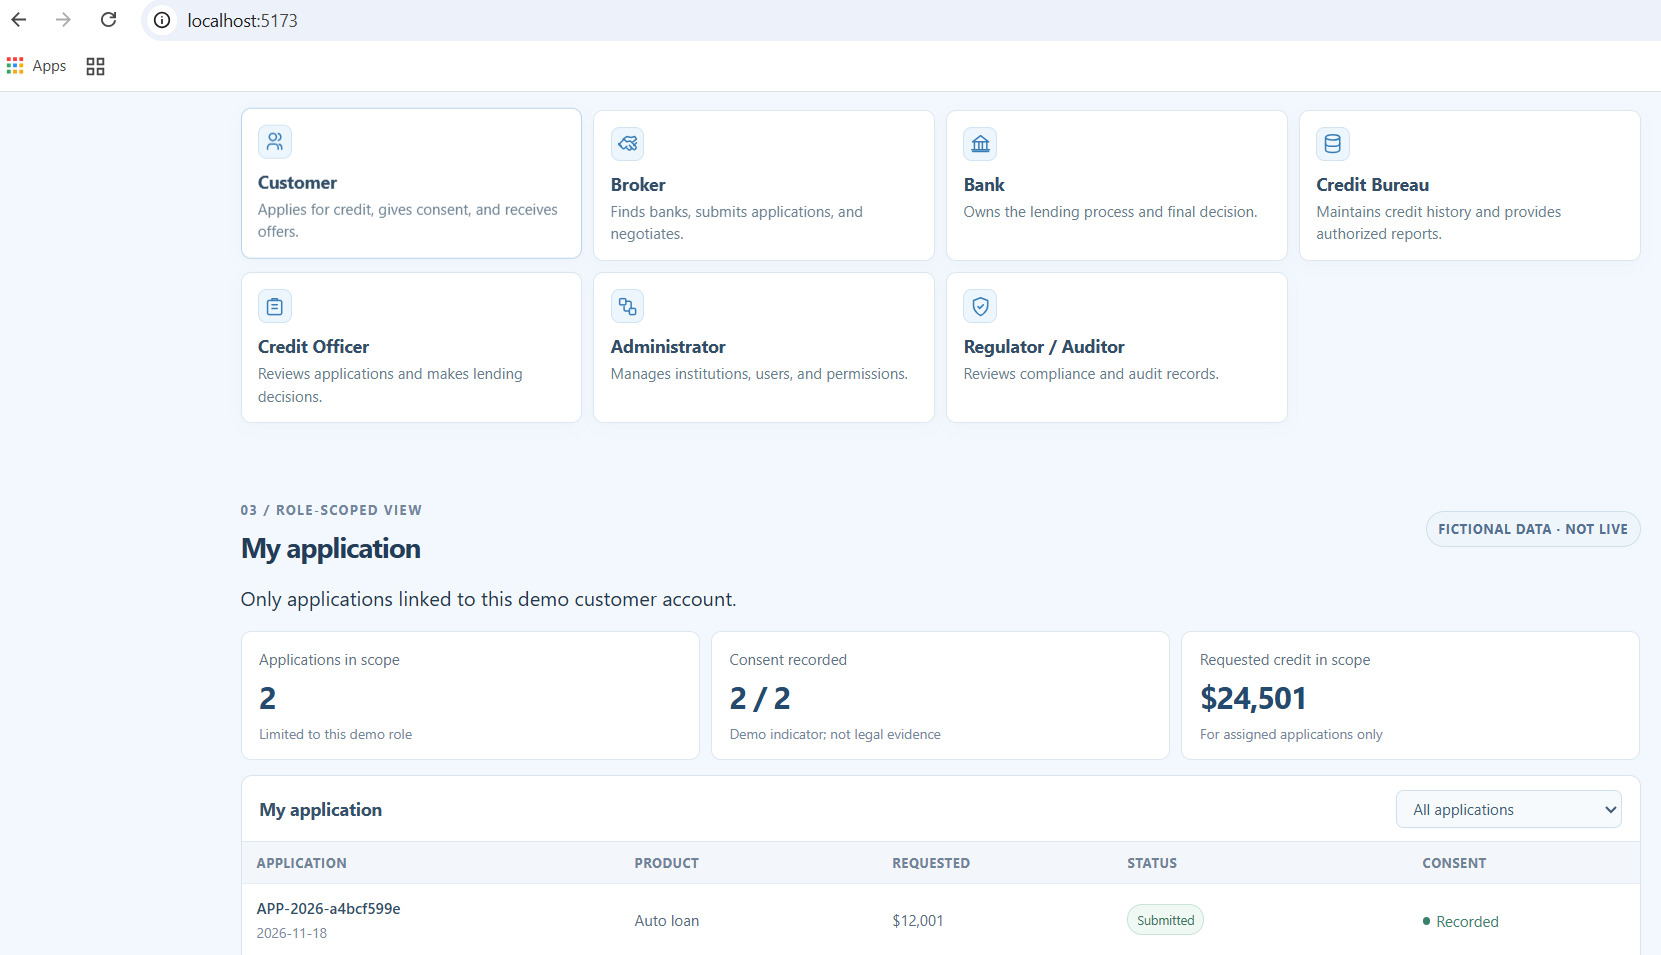 localhost:5173
Apps
Customer
Applies for credit, gives consent, and receives
offers.
Broker
Finds banks, submits applications, and
negotiates.
Bank
Owns the lending process and final decision.
Credit Bureau
Maintains credit history and provides
authorized reports.
Credit Officer
Reviews applications and makes lending
decisions.
Administrator
Manages institutions, users, and permissions.
Regulator / Auditor
Reviews compliance and audit records.
03 / ROLE-SCOPED VIEW
My application
FICTIONAL DATA · NOT LIVE
Only applications linked to this demo customer account.
Applications in scope
2
Limited to this demo role
Consent recorded
2 / 2
Demo indicator; not legal evidence
Requested credit in scope
$24,501
For assigned applications only
My application
All applications
APPLICATION PRODUCT REQUESTED STATUS CONSENT
APP-2026-a4bcf599e
2026-11-18
Auto loan
$12,001
Submitted
Recorded